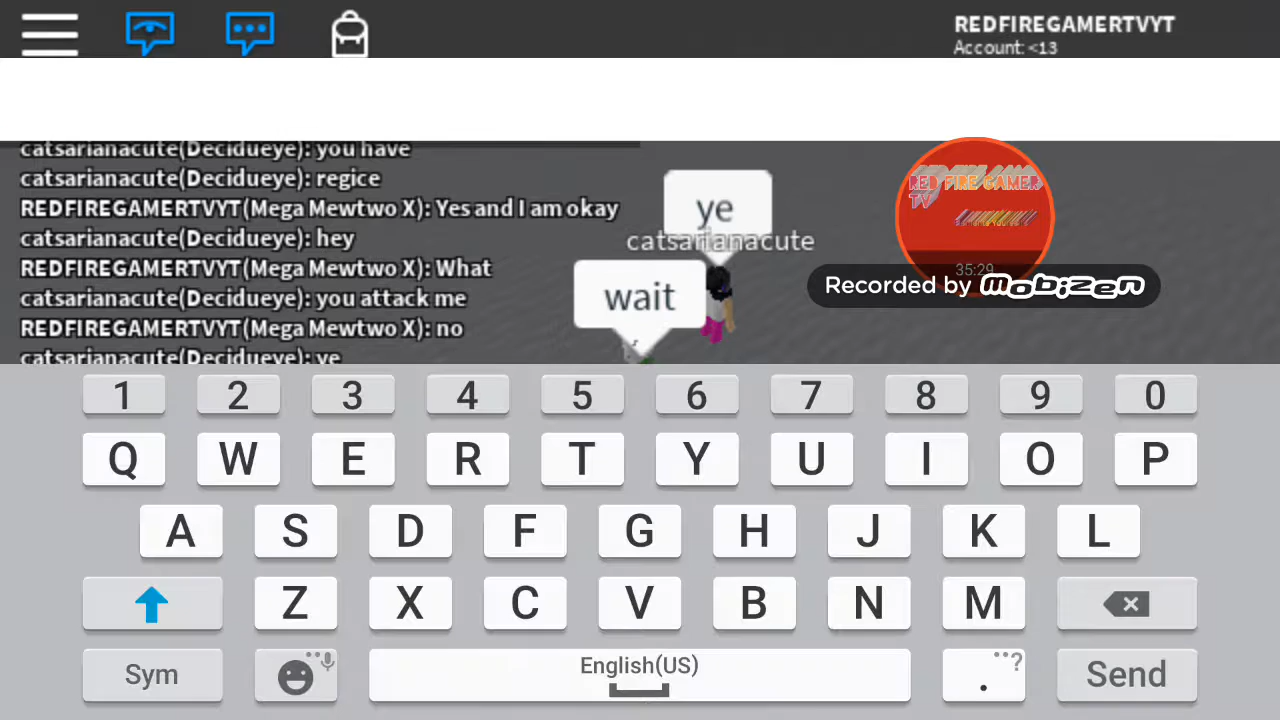 REDFIREGAMERTVYT
Account: <13
catsarianacute(Decidueye): you have
catsarianacute(Decidueye): regice
REDFIREGAMERTVYT(Mega Mewtwo X): Yes and I am okay
catsarianacute(Decidueye): hey
REDFIREGAMERTVYT(Mega Mewtwo X): What
catsarianacute(Decidueye): you attack me
REDFIREGAMERTVYT(Mega Mewtwo X): no
catsarianacute(Decidueye): ye
ye
catsarianacute
wait
RED FIRE GAMER
TV
35:29
Recorded by mobizen
1 2 3 4 5 6 7 8 9 0
Q W E R T Y U I O P
A S D F G H J K L
Z X C V B N M
Sym
English(US)
. ?
Send